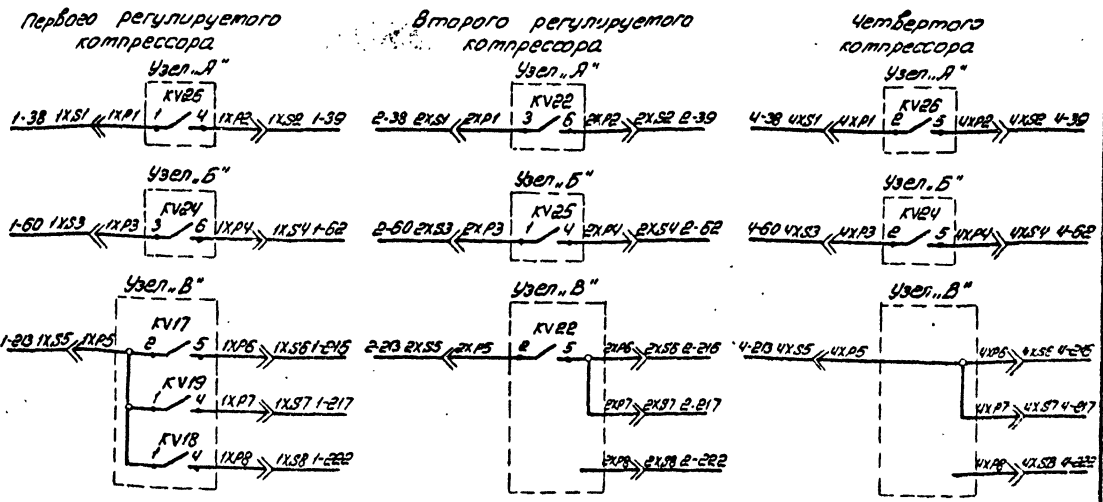 Первого регулируемого
компрессора
Узел „А"
KV26
1-38 1XS1 1XP1 1 4 1XP2 1XS2 1-39
Узел „Б"
KV24
1-60 1XS3 1XP3 3 6 1XP4 1XS4 1-62
Узел „В"
KV17
1-213 1XS5 1XP5 2 5 1XP6 1XS6 1-216
KV19
1 4 1XP7 1XS7 1-217
KV18
1 4 1XP8 1XS8 1-222
Второго регулируемого
компрессора
Узел „А"
KV22
2-38 2XS1 2XP1 3 6 2XP2 2XS2 2-39
Узел „Б"
KV25
2-60 2XS3 2XP3 1 4 2XP4 2XS4 2-62
Узел „В"
KV22
2-213 2XS5 2XP5 2 5 2XP6 2XS6 2-216
2XP7 2XS7 2-217
2XP8 2XS8 2-222
Четвертого
компрессора
Узел „А"
KV26
4-38 4XS1 4XP1 2 5 4XP2 4XS2 4-39
Узел „Б"
KV24
4-60 4XS3 4XP3 2 5 4XP4 4XS4 4-62
Узел „В"
4-213 4XS5 4XP5 4XP6 4XS6 4-216
4XP7 4XS7 4-217
4XP8 4XS8 4-222